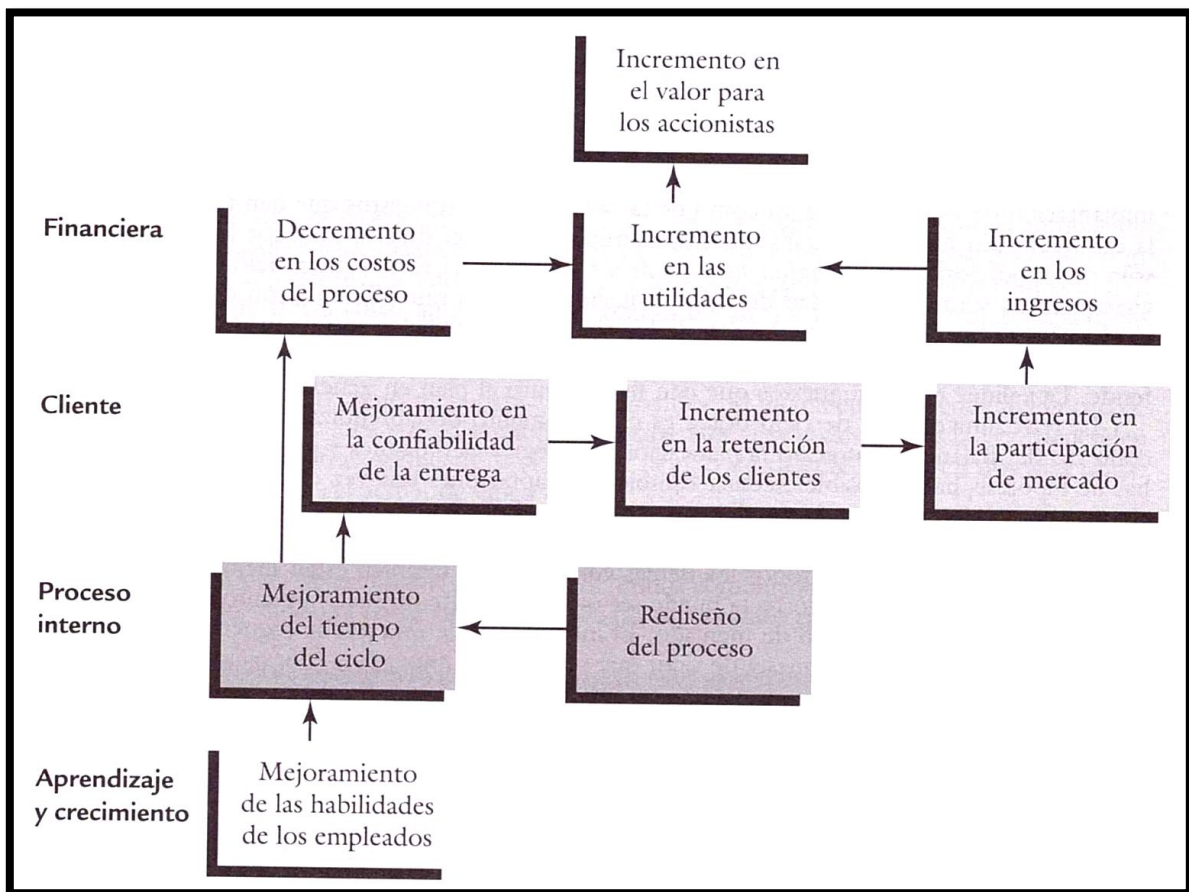 Incremento en
el valor para
los accionistas
Financiera
Decremento
en los costos
del proceso
Incremento
en las
utilidades
Incremento
en los
ingresos
Cliente
Mejoramiento en
la confiabilidad
de la entrega
Incremento
en la retención
de los clientes
Incremento en
la participación
de mercado
Proceso
interno
Mejoramiento
del tiempo
del ciclo
Rediseño
del proceso
Aprendizaje
y crecimiento
Mejoramiento
de las habilidades
de los empleados